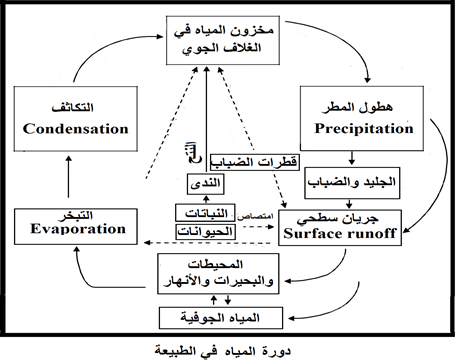 مخزون المياه في
الغلاف الجوي
هطول المطر
Precipitation
التكاثف
Condensation
النتح
قطرات الضباب
الندى
الجليد والضباب
النباتات
الحيوانات
امتصاص
جريان سطحي
Surface runoff
التبخر
Evaporation
المحيطات
والبحيرات والأنهار
المياه الجوفية
دورة المياه في الطبيعة